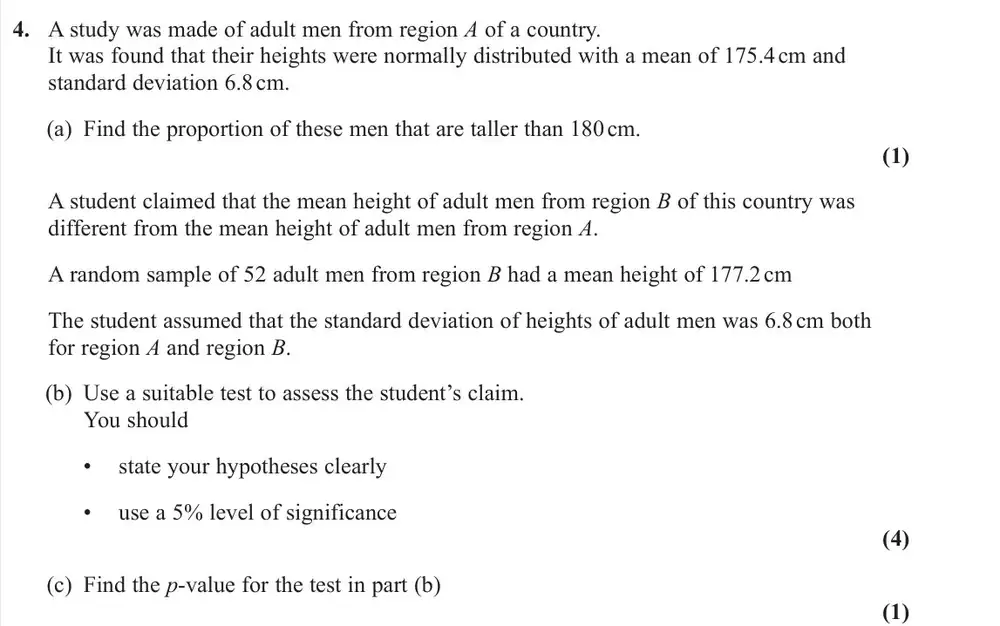 4. A study was made of adult men from region A of a country.
It was found that their heights were normally distributed with a mean of 175.4 cm and
standard deviation 6.8 cm.
(a) Find the proportion of these men that are taller than 180 cm.
(1)
A student claimed that the mean height of adult men from region B of this country was
different from the mean height of adult men from region A.
A random sample of 52 adult men from region B had a mean height of 177.2 cm
The student assumed that the standard deviation of heights of adult men was 6.8 cm both
for region A and region B.
(b) Use a suitable test to assess the student's claim.
You should
• state your hypotheses clearly
• use a 5% level of significance
(4)
(c) Find the p-value for the test in part (b)
(1)